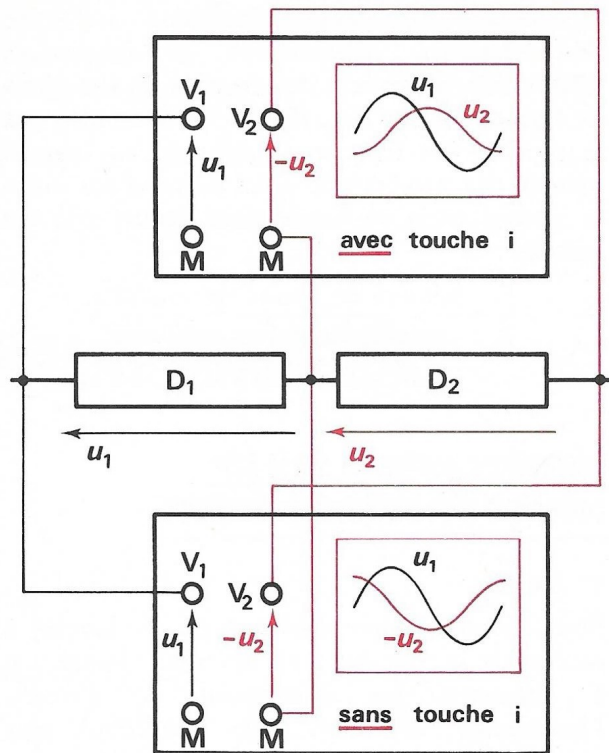 V₁
V₂
u₁
-u₂
M
M
u₁
u₂
avec touche i
D₁
D₂
u₁
u₂
V₁
V₂
u₁
-u₂
M
M
u₁
-u₂
sans touche i